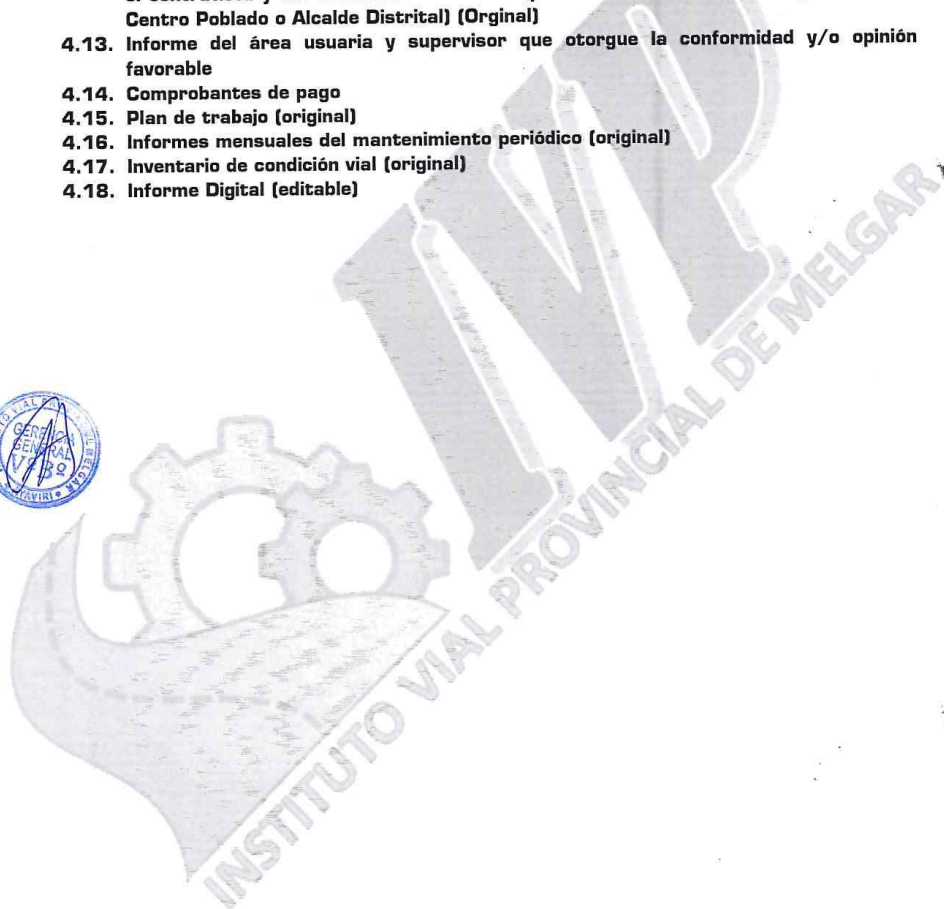 Centro Poblado o Alcalde Distrital) (Orginal)
4.13. Informe del área usuaria y supervisor que otorgue la conformidad y/o opinión
favorable
4.14. Comprobantes de pago
4.15. Plan de trabajo (original)
4.16. Informes mensuales del mantenimiento periódico (original)
4.17. Inventario de condición vial (original)
4.18. Informe Digital (editable)
IVP
INSTITUTO VIAL PROVINCIAL DE MELGAR
GERENCIA
GENERAL
VºBº